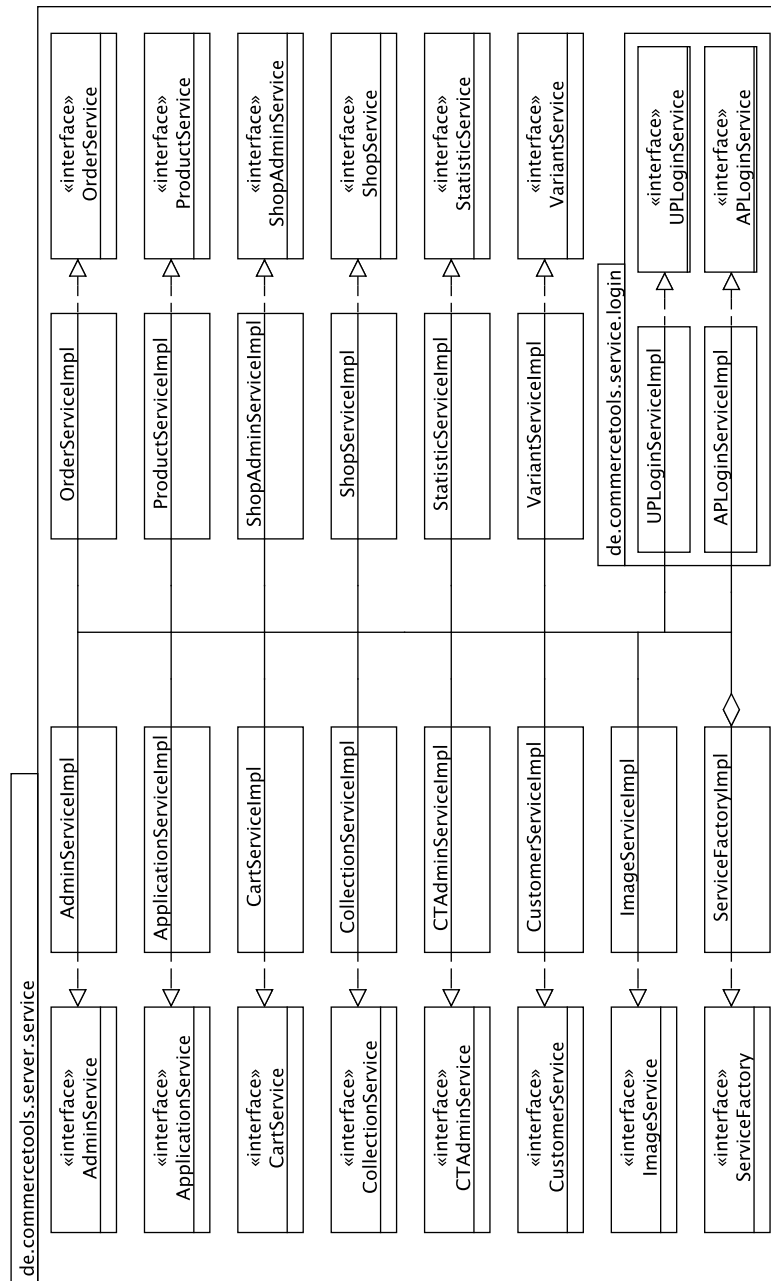 de.commercetools.server.service
«interface»
AdminService
AdminServiceImpl
OrderServiceImpl
«interface»
OrderService
«interface»
ApplicationService
ApplicationServiceImpl
ProductServiceImpl
«interface»
ProductService
«interface»
CartService
CartServiceImpl
ShopAdminServiceImpl
«interface»
ShopAdminService
«interface»
CollectionService
CollectionServiceImpl
ShopServiceImpl
«interface»
ShopService
«interface»
CTAdminService
CTAdminServiceImpl
StatisticServiceImpl
«interface»
StatisticService
«interface»
CustomerService
CustomerServiceImpl
VariantServiceImpl
«interface»
VariantService
de.commercetools.service.login
«interface»
ImageService
ImageServiceImpl
UPLoginServiceImpl
«interface»
UPLoginService
«interface»
ServiceFactory
ServiceFactoryImpl
APLoginServiceImpl
«interface»
APLoginService